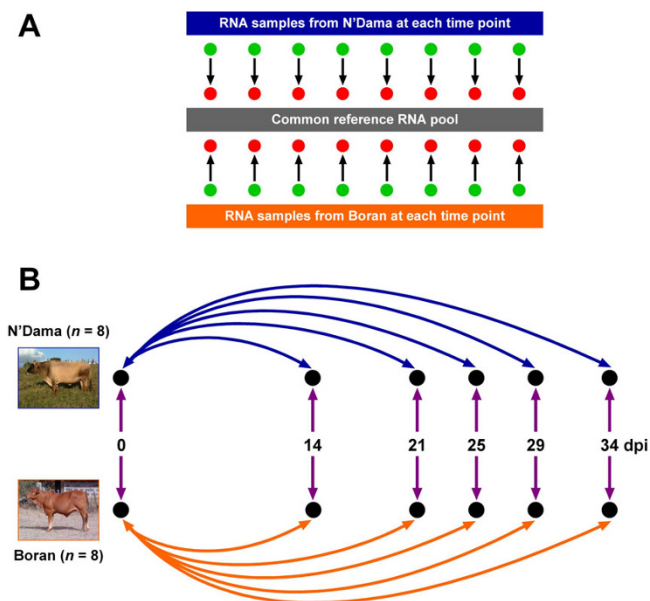 A
RNA samples from N'Dama at each time point
Common reference RNA pool
RNA samples from Boran at each time point
B
N'Dama (n = 8)
0 14 21 25 29 34 dpi
Boran (n = 8)